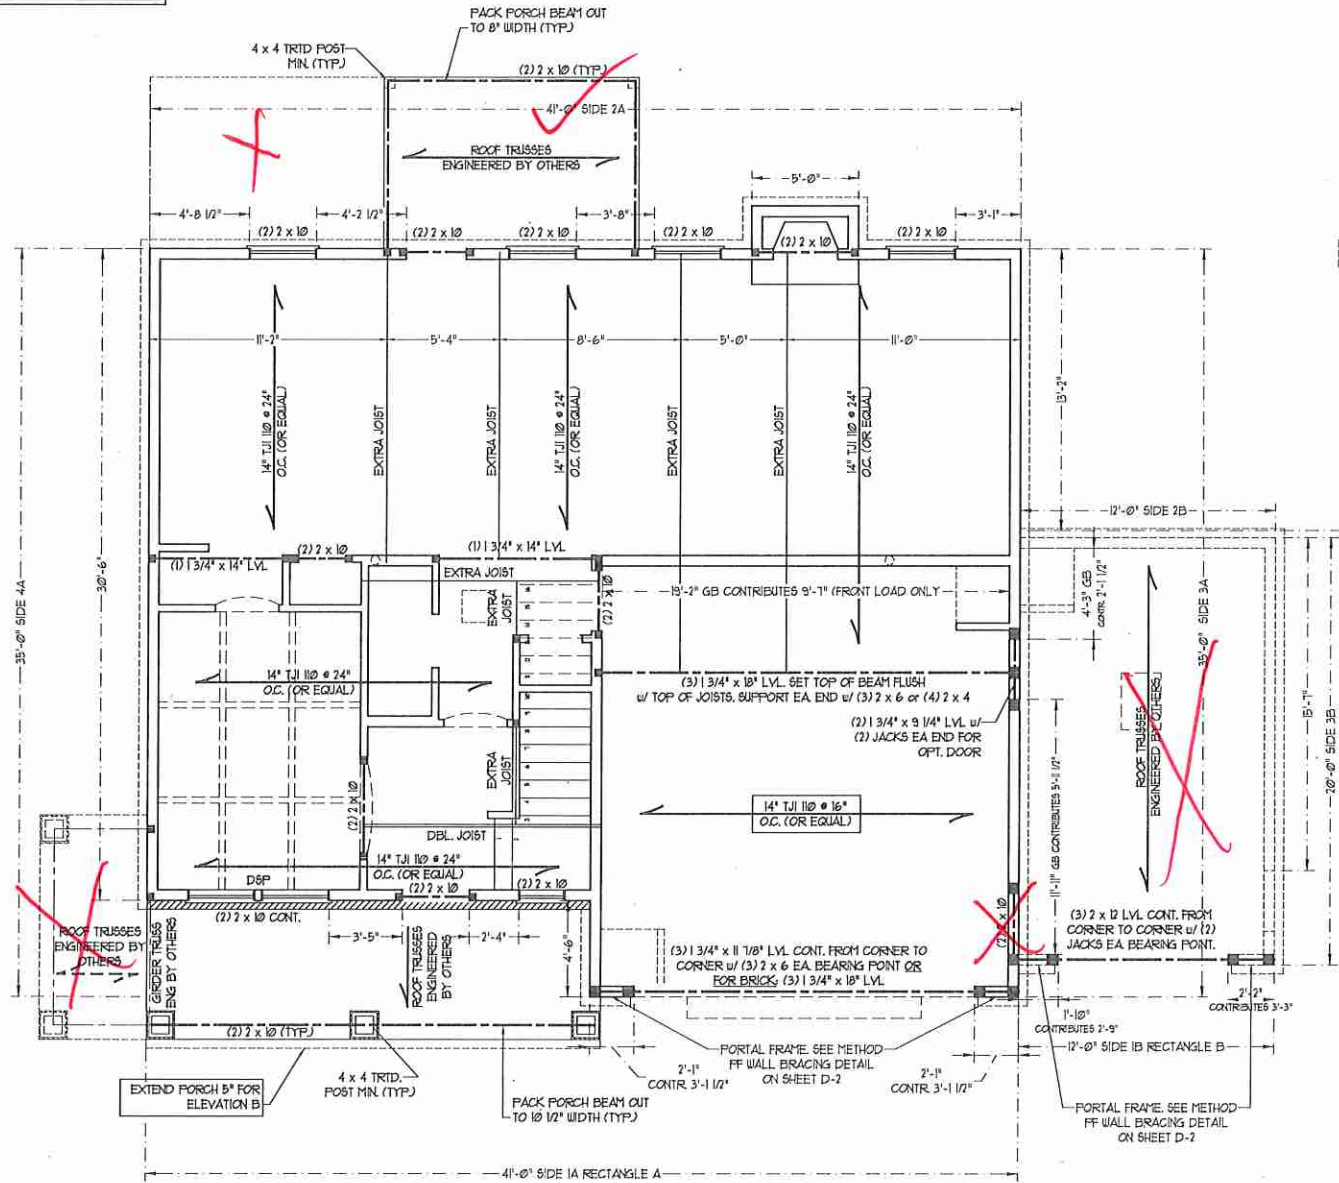 PACK PORCH BEAM OUT
TO 8" WIDTH (TYP.)
4 x 4 TRTD POST
MIN. (TYP.)
(2) 2 x 10 (TYP.)
41'-0" SIDE 2A
ROOF TRUSSES
ENGINEERED BY OTHERS
5'-0"
4'-8 1/2"
4'-2 1/2"
3'-8"
3'-1"
(2) 2 x 10
(2) 2 x 10
(2) 2 x 10
(2) 2 x 10
(2) 2 x 10
(2) 2 x 10
11'-2"
5'-4"
8'-6"
5'-0"
11'-0"
14" TJI 110 @ 24"
O.C. (OR EQUAL)
EXTRA JOIST
EXTRA JOIST
14" TJI 110 @ 24"
O.C. (OR EQUAL)
EXTRA JOIST
EXTRA JOIST
14" TJI 110 @ 24"
O.C. (OR EQUAL)
13'-2"
12'-0" SIDE 2B
35'-0" SIDE 4A
30'-6"
(1) 1 3/4" x 14" LVL
(2) 2 x 10
(1) 1 3/4" x 14" LVL
EXTRA JOIST
EXTRA
JOIST
(2) 2 x 10
19'-2" GB CONTRIBUTES 9'-7" (FRONT LOAD ONLY
4'-3" GB
CONTR. 2'-1 1/2"
35'-0" SIDE 3A
14" TJI 110 @ 24"
O.C. (OR EQUAL)
(3) 1 3/4" x 18" LVL. SET TOP OF BEAM FLUSH
w/ TOP OF JOISTS. SUPPORT EA. END w/ (3) 2 x 6 or (4) 2 x 4
(2) 1 3/4" x 9 1/4" LVL w/
(2) JACKS EA END FOR
OPT. DOOR
ROOF TRUSSES
ENGINEERED BY OTHERS
15'-7"
20'-0" SIDE 3B
EXTRA
JOIST
(2) 2 x 10
14" TJI 110 @ 16"
O.C. (OR EQUAL)
11'-11" GB CONTRIBUTES 5'-11 1/2"
DBL. JOIST
14" TJI 110 @ 24"
O.C. (OR EQUAL)
DSP
(2) 2 x 10
(2) 2 x 10
(2) 2 x 10 CONT.
(3) 2 x 12 LVL CONT. FROM
CORNER TO CORNER w/ (2)
JACKS EA. BEARING POINT.
ROOF TRUSSES
ENGINEERED BY
OTHERS
GIRDER TRUSS
ENG BY OTHERS
3'-5"
ROOF TRUSSES
ENGINEERED
BY OTHERS
2'-4"
4'-6"
(3) 1 3/4" x 11 7/8" LVL CONT. FROM CORNER TO
CORNER w/ (3) 2 x 6 EA. BEARING POINT OR
FOR BRICK: (3) 1 3/4" x 18" LVL
2'-2"
CONTRIBUTES 3'-3"
1'-10"
CONTRIBUTES 2'-9"
(2) 2 x 10 (TYP.)
12'-0" SIDE 1B RECTANGLE B
PORTAL FRAME. SEE METHOD
PF WALL BRACING DETAIL
ON SHEET D-2
2'-1"
CONTR. 3'-1 1/2"
2'-1"
CONTR. 3'-1 1/2"
EXTEND PORCH 5" FOR
ELEVATION B
4 x 4 TRTD.
POST MIN. (TYP.)
PACK PORCH BEAM OUT
TO 10 1/2" WIDTH (TYP.)
PORTAL FRAME. SEE METHOD
PF WALL BRACING DETAIL
ON SHEET D-2
41'-0" SIDE 1A RECTANGLE A